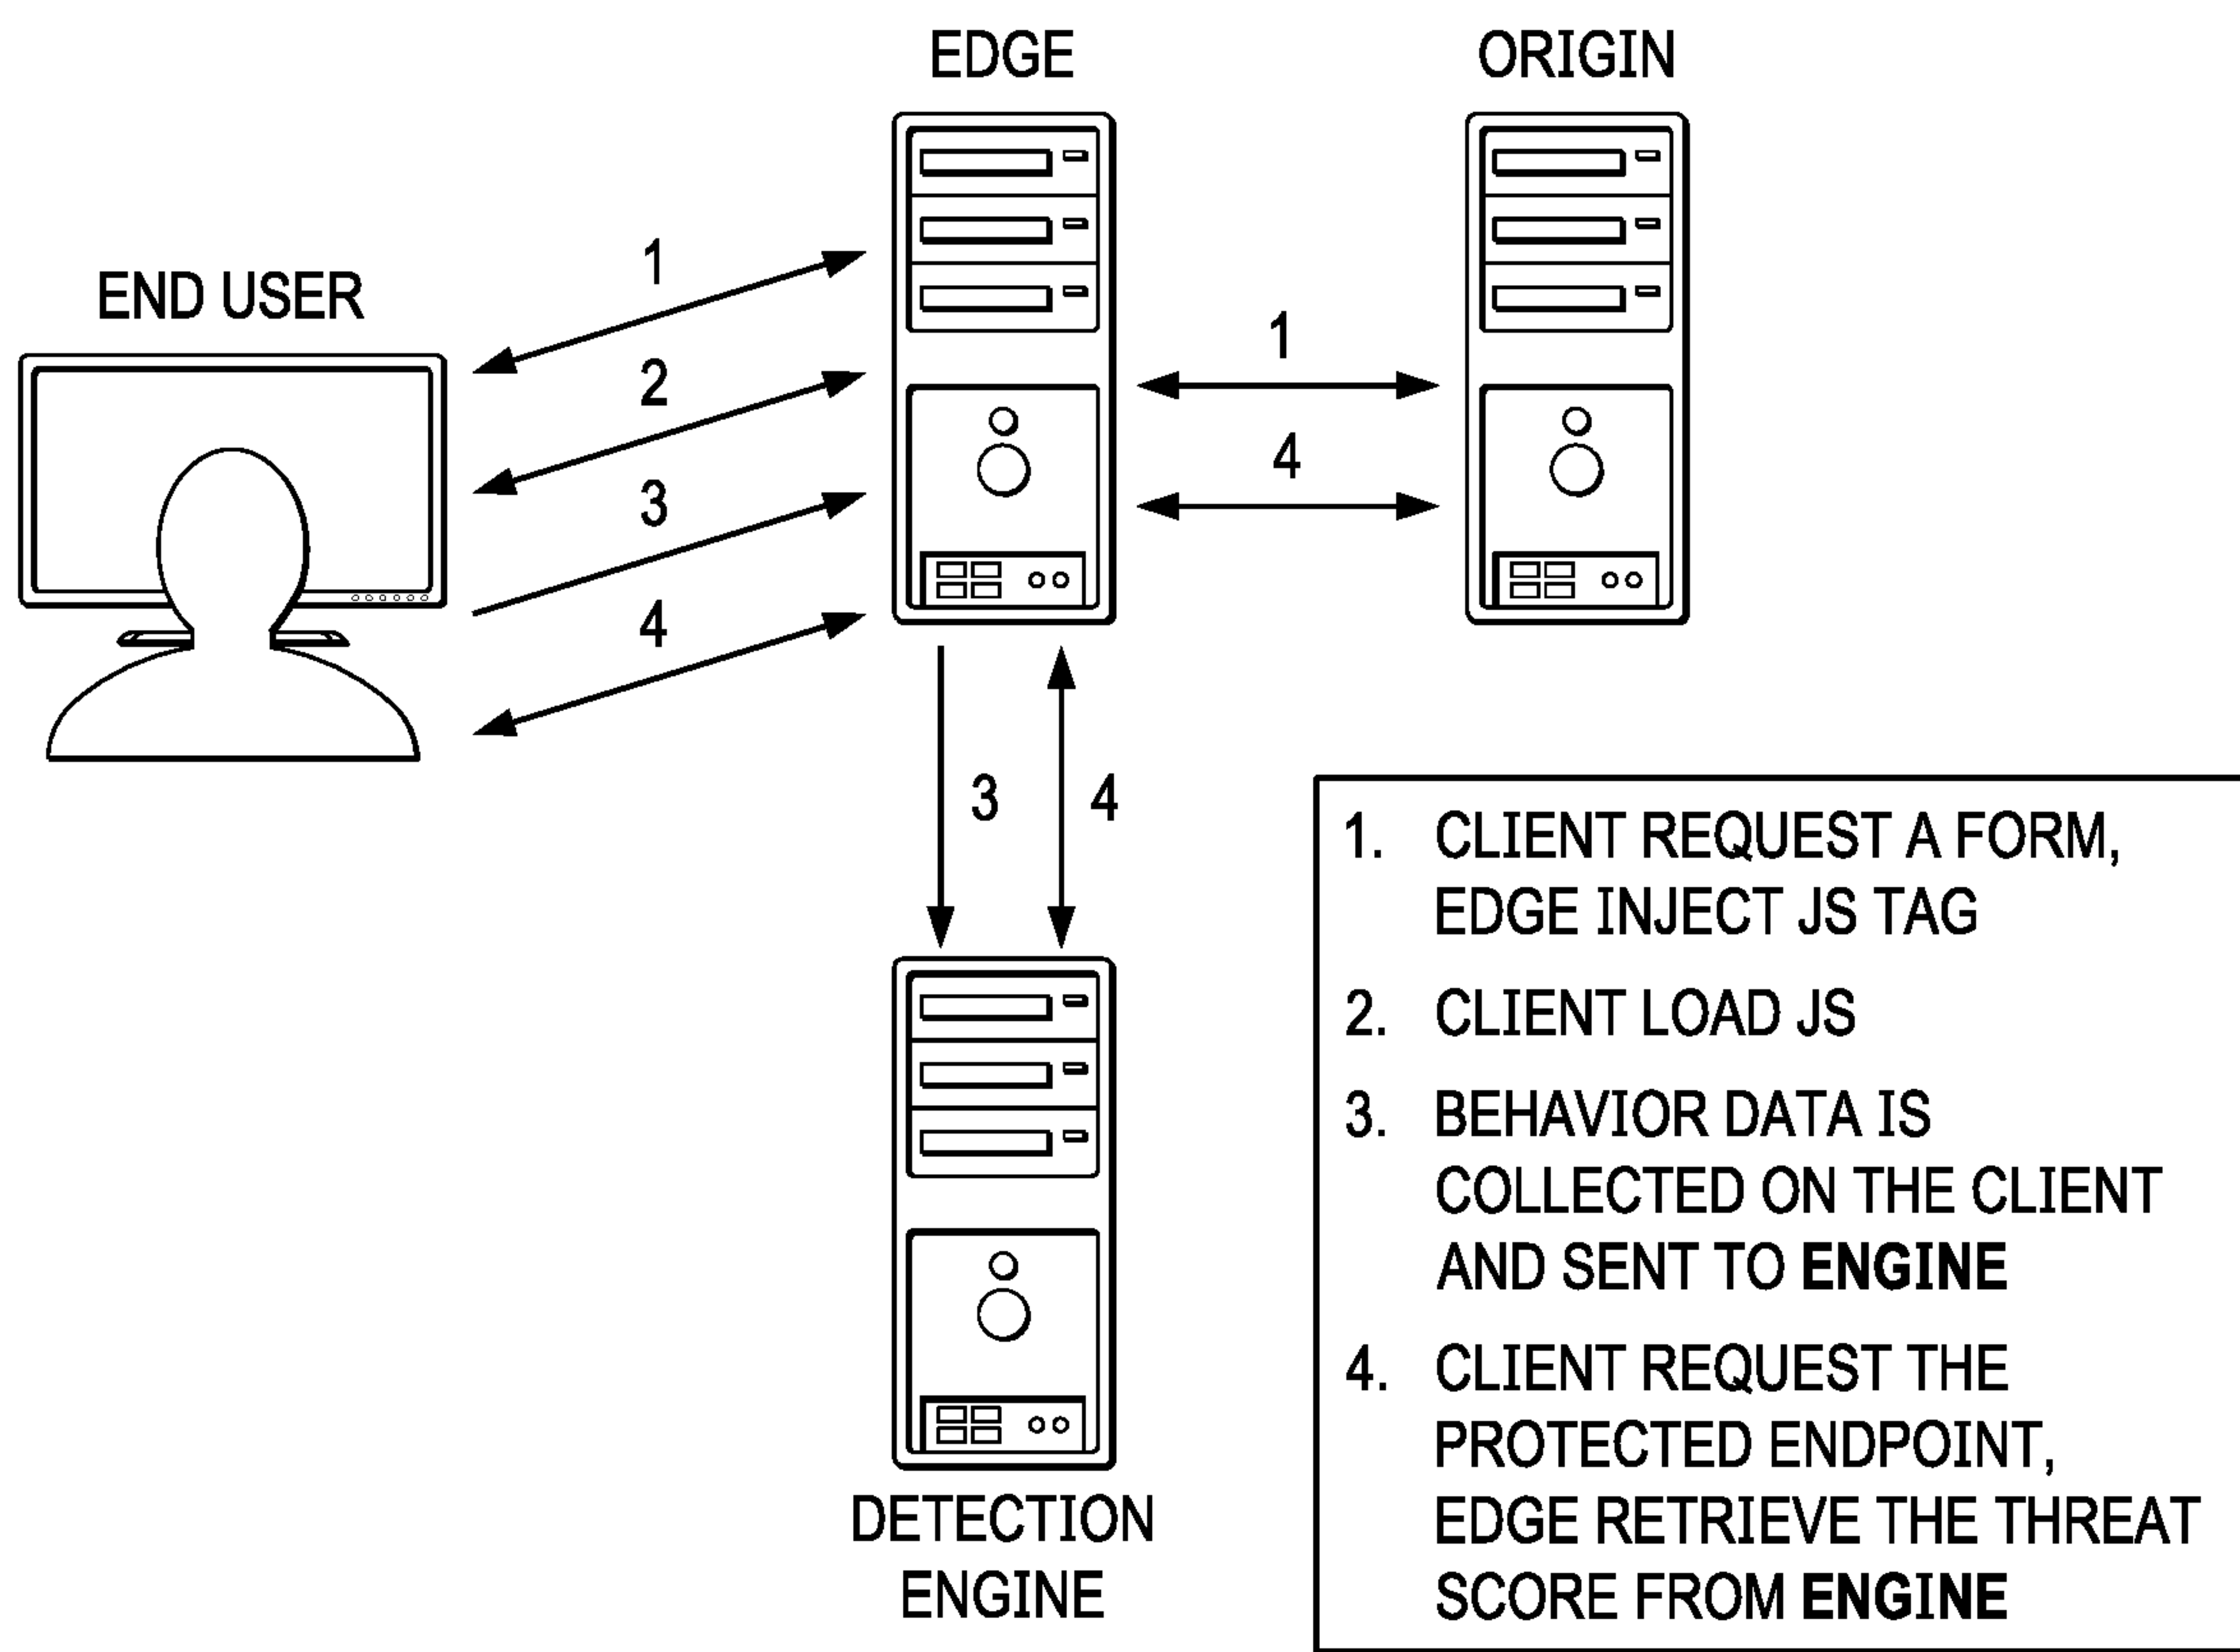 EDGE
ORIGIN
END USER
1
2
3
4
1
4
3
4
DETECTION
ENGINE
1. CLIENT REQUEST A FORM,
EDGE INJECT JS TAG
2. CLIENT LOAD JS
3. BEHAVIOR DATA IS
COLLECTED ON THE CLIENT
AND SENT TO ENGINE
4. CLIENT REQUEST THE
PROTECTED ENDPOINT,
EDGE RETRIEVE THE THREAT
SCORE FROM ENGINE